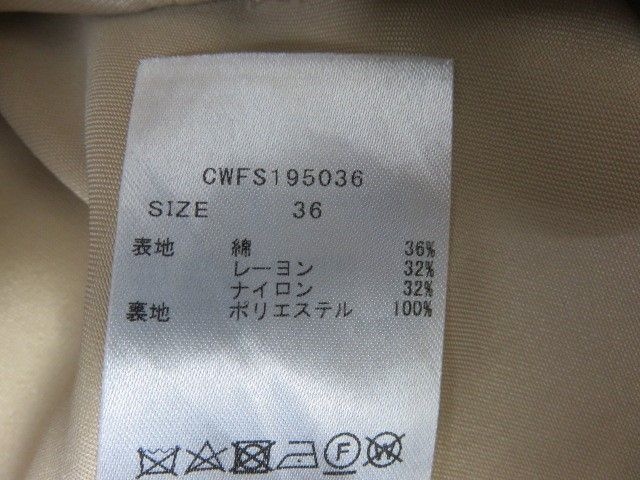 CWFS195036
SIZE 36
表地 綿 36%
レーヨン 32%
ナイロン 32%
裏地 ポリエステル 100%
F W